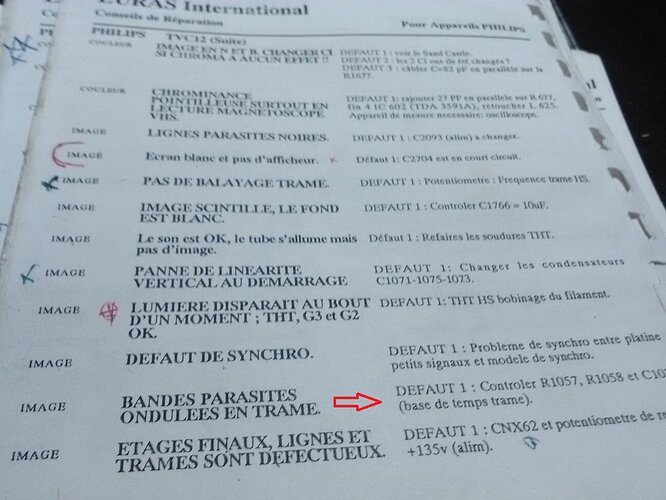 EURAS International
Conseils de Réparation
Pour Appareils PHILIPS
PHILIPS TVC12 (Suite)
COULEUR IMAGE EN N ET B. CHANGER CI DEFAUT 1 : voir le Sand Castle.
SI CHROMA A AUCUN EFFET !! DEFAUT 2 : les 2 CI ont-ils été changés ?
DEFAUT 3 : câbler C=82 pF en parallèle sur la
R1677.
COULEUR CHROMINANCE DEFAUT 1: rajouter 27 PF en parallele sur R 677,
POINTILLEUSE SURTOUT EN fin 4 IC 602 (TDA 3591A), retoucher L 625.
LECTURE MAGNETOSCOPE Appareil de mesure necessaire: oscilloscope.
VHS.
IMAGE LIGNES PARASITES NOIRES. DEFAUT 1 : C2093 (alim) a changer.
IMAGE Ecran blanc et pas d'afficheur. Défaut 1: C2704 est en court circuit.
IMAGE PAS DE BALAYAGE TRAME. DEFAUT 1 : Potentiometre : Frequence trame HS.
IMAGE IMAGE SCINTILLE, LE FOND DEFAUT 1 : Controler C1766 = 10uF.
EST BLANC.
IMAGE Le son est OK, le tube s'allume mais Défaut 1 : Refaires les soudures THT.
pas d'image.
IMAGE PANNE DE LINEARITE DEFAUT 1: Changer les condensateurs
VERTICAL AU DEMARRAGE C1071-1075-1073.
IMAGE LUMIERE DISPARAIT AU BOUT DEFAUT 1: THT HS bobinage du filament.
D'UN MOMENT ; THT, G3 et G2
OK.
IMAGE DEFAUT DE SYNCHRO. DEFAUT 1 : Probleme de synchro entre platine
petits signaux et modele de synchro.
IMAGE BANDES PARASITES DEFAUT 1 : Controler R1057, R1058 et
ONDULEES EN TRAME. (base de temps trame).
IMAGE ETAGES FINAUX, LIGNES ET DEFAUT 1 : CNX62 et potentiometre de
TRAMES SONT DEFECTUEUX. +135v (alim).